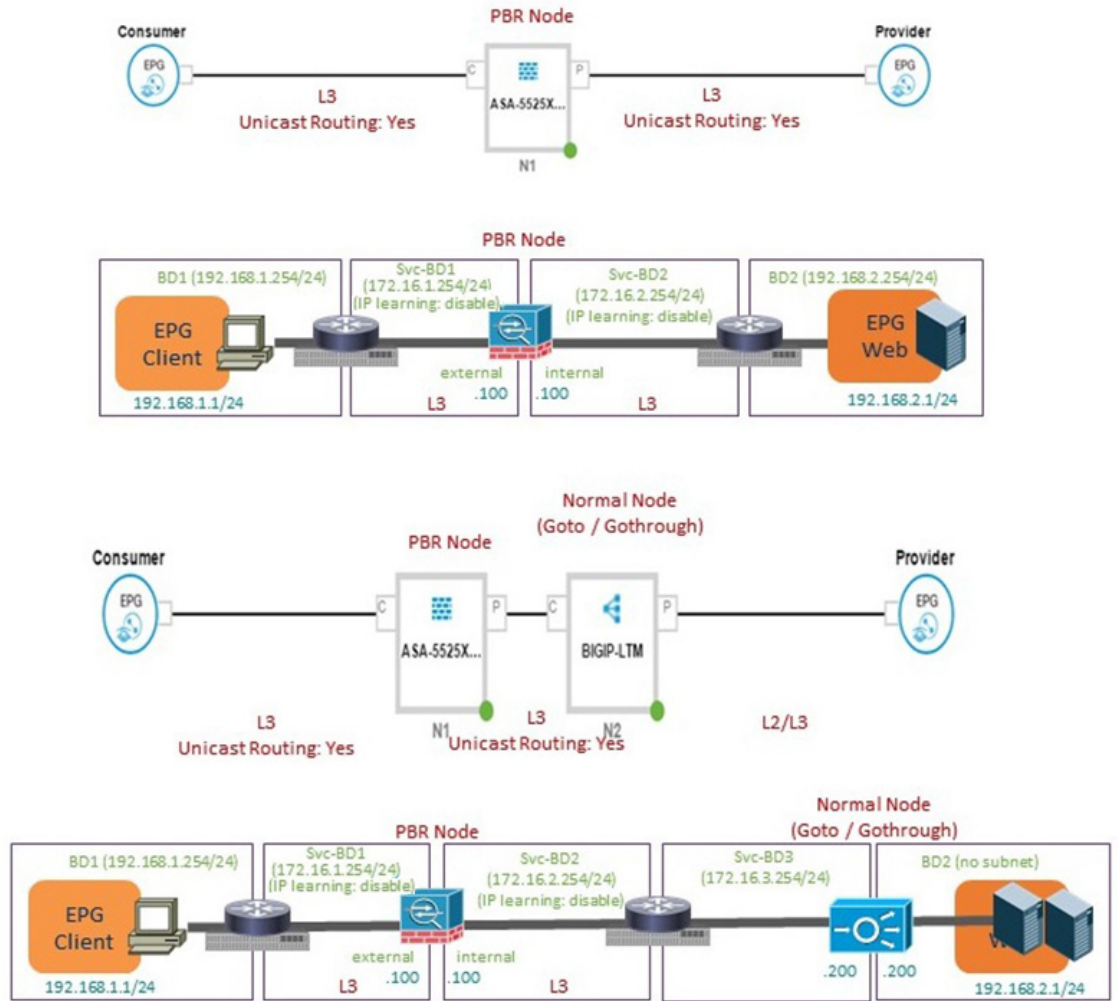 PBR Node
Consumer
Provider
EPG
C
P
EPG
ASA-5525X...
L3
Unicast Routing: Yes
L3
Unicast Routing: Yes
N1
PBR Node
BD1 (192.168.1.254/24)
Svc-BD1
(172.16.1.254/24)
(IP learning: disable)
Svc-BD2
(172.16.2.254/24)
(IP learning: disable)
BD2 (192.168.2.254/24)
EPG
Client
EPG
Web
external
.100
internal
.100
192.168.1.1/24
L3
L3
192.168.2.1/24
Normal Node
(Goto / Gothrough)
PBR Node
Consumer
Provider
EPG
C
P
C
P
EPG
ASA-5525X...
BIGIP-LTM
N1
N2
L3
Unicast Routing: Yes
L3
Unicast Routing: Yes
L2/L3
Normal Node
(Goto / Gothrough)
PBR Node
BD1 (192.168.1.254/24)
Svc-BD1
(172.16.1.254/24)
(IP learning: disable)
Svc-BD2
(172.16.2.254/24)
(IP learning: disable)
Svc-BD3
(172.16.3.254/24)
BD2 (no subnet)
EPG
Client
external
.100
internal
.100
.200
.200
192.168.1.1/24
L3
L3
192.168.2.1/24